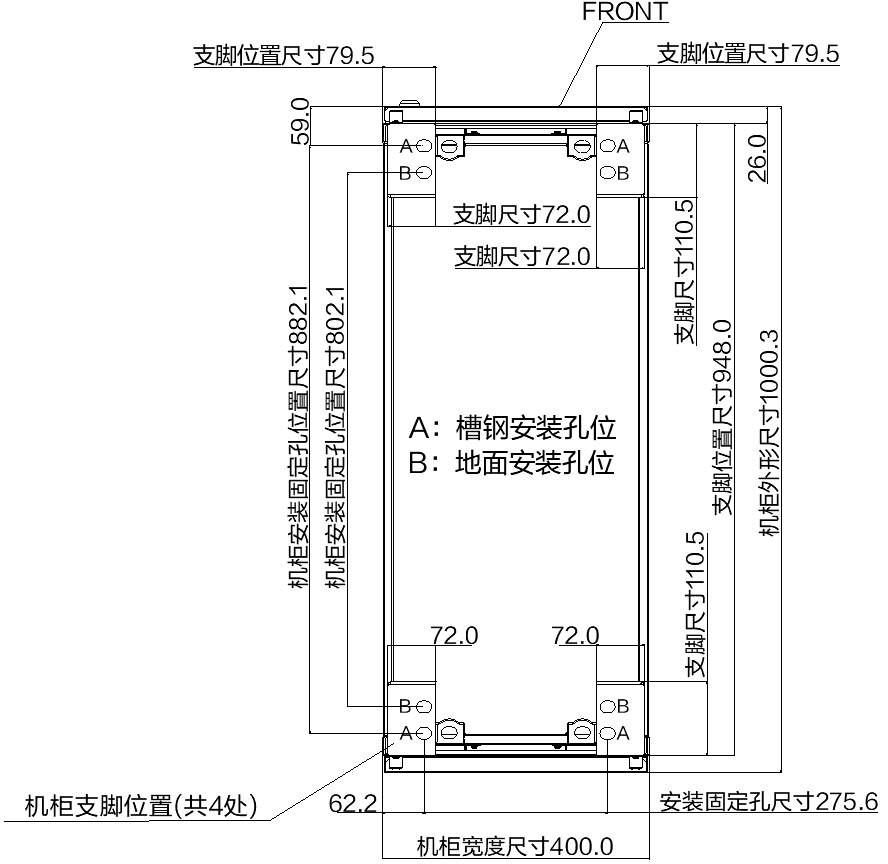 FRONT
支脚位置尺寸79.5
支脚位置尺寸79.5
59.0
26.0
A
A
B
B
支脚尺寸72.0
支脚尺寸72.0
支脚尺寸110.5
机柜安装固定孔位置尺寸882.1
机柜安装固定孔位置尺寸802.1
支脚位置尺寸948.0
机柜外形尺寸1000.3
A：槽钢安装孔位
B：地面安装孔位
支脚尺寸110.5
72.0
72.0
B
B
A
A
机柜支脚位置(共4处)
62.2
安装固定孔尺寸275.6
机柜宽度尺寸400.0